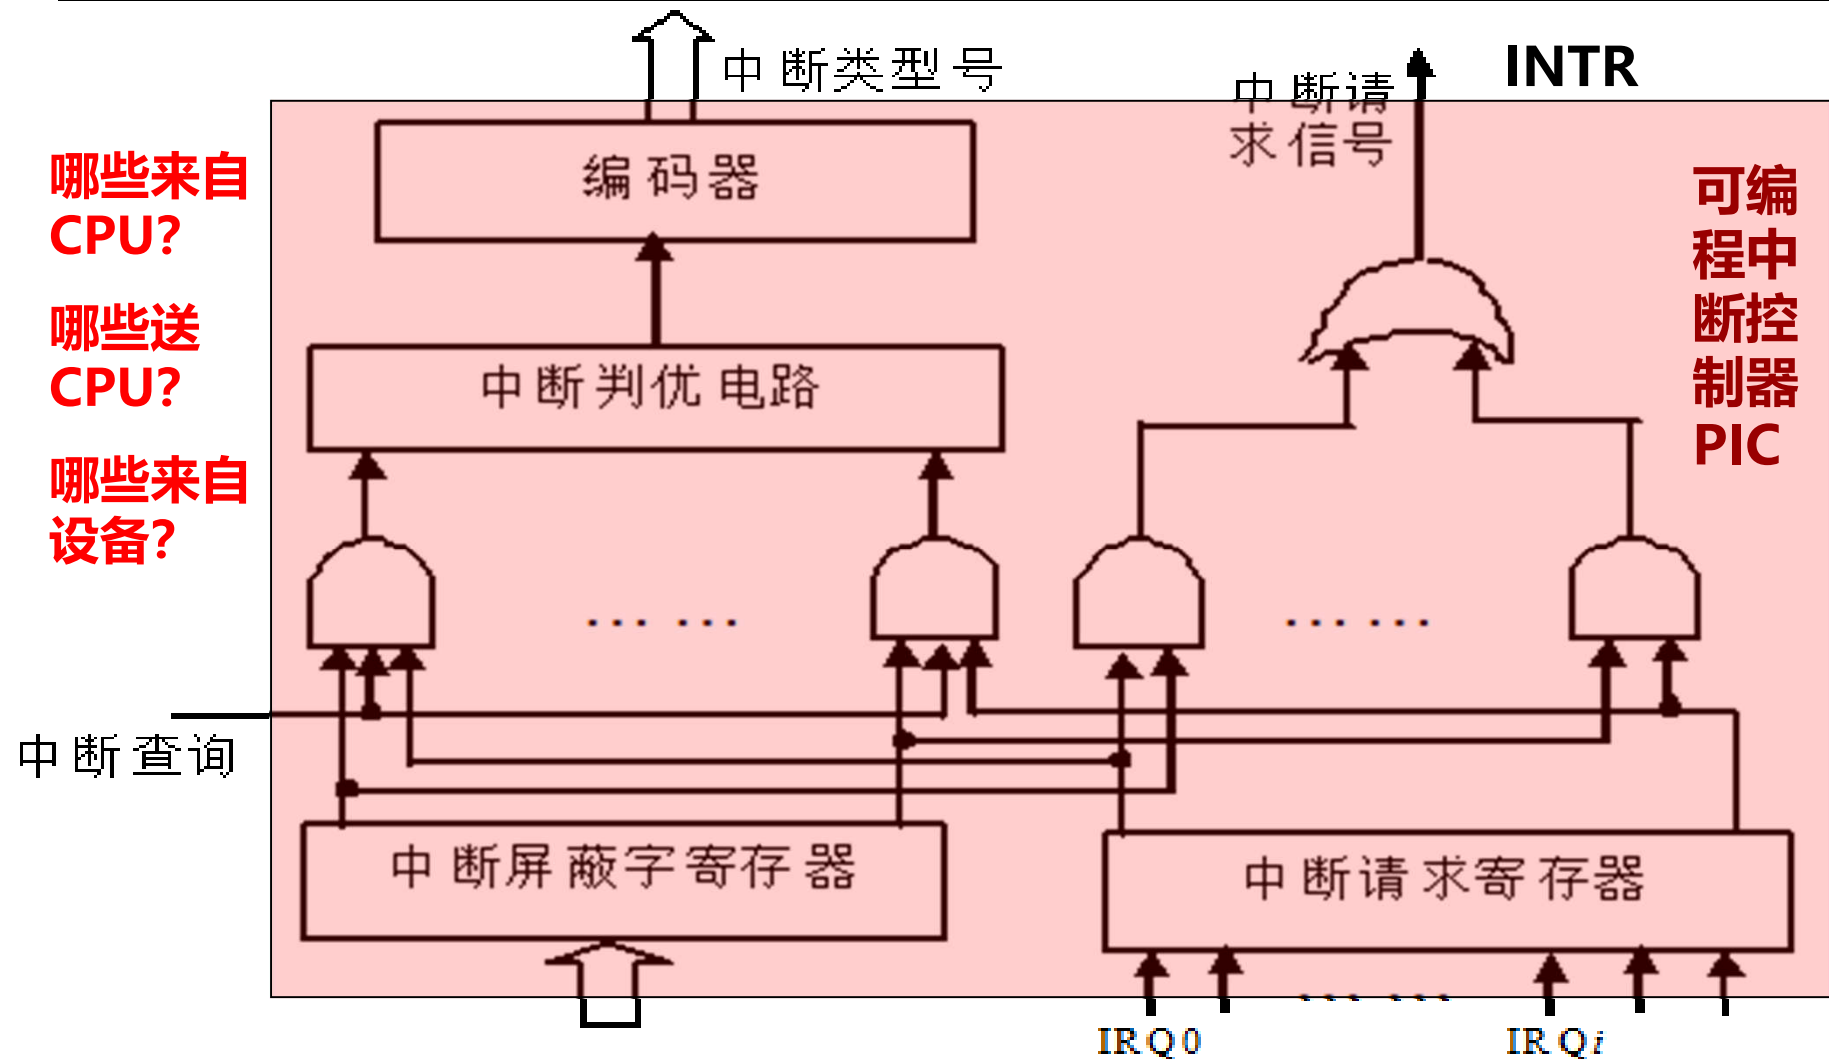 中断类型号
INTR
中断请
求信号
编码器
哪些来自
CPU？
可编
程中
断控
制器
PIC
哪些送
CPU？
中断判优电路
哪些来自
设备？
……
……
中断查询
中断屏蔽字寄存器
中断请求寄存器
……
IRQ0
IRQi